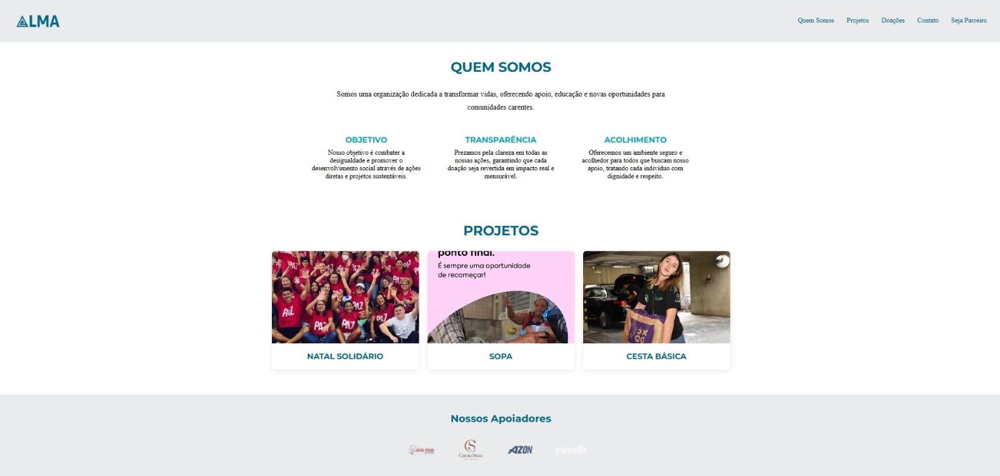 ALMA
Quem Somos Projetos Doações Contato Seja Parceiro
QUEM SOMOS
Somos uma organização dedicada a transformar vidas, oferecendo apoio, educação e novas oportunidades para
comunidades carentes.
OBJETIVO
Nosso objetivo é combater a
desigualdade e promover o
desenvolvimento social através de ações
diretas e projetos sustentáveis.
TRANSPARÊNCIA
Prezamos pela clareza em todas as
nossas ações, garantindo que cada
doação seja revertida em impacto real e
mensurável.
ACOLHIMENTO
Oferecemos um ambiente seguro e
acolhedor para todos que buscam nosso
apoio, tratando cada indivíduo com
dignidade e respeito.
PROJETOS
PAZ
PAZ
PAZ
PAZ
PAZ
NATAL SOLIDÁRIO
ponto final.
É sempre uma oportunidade
de recomeçar!
SOPA
CESTA BÁSICA
Nossos Apoiadores
CS
Cacau Show
AZON
mocotó